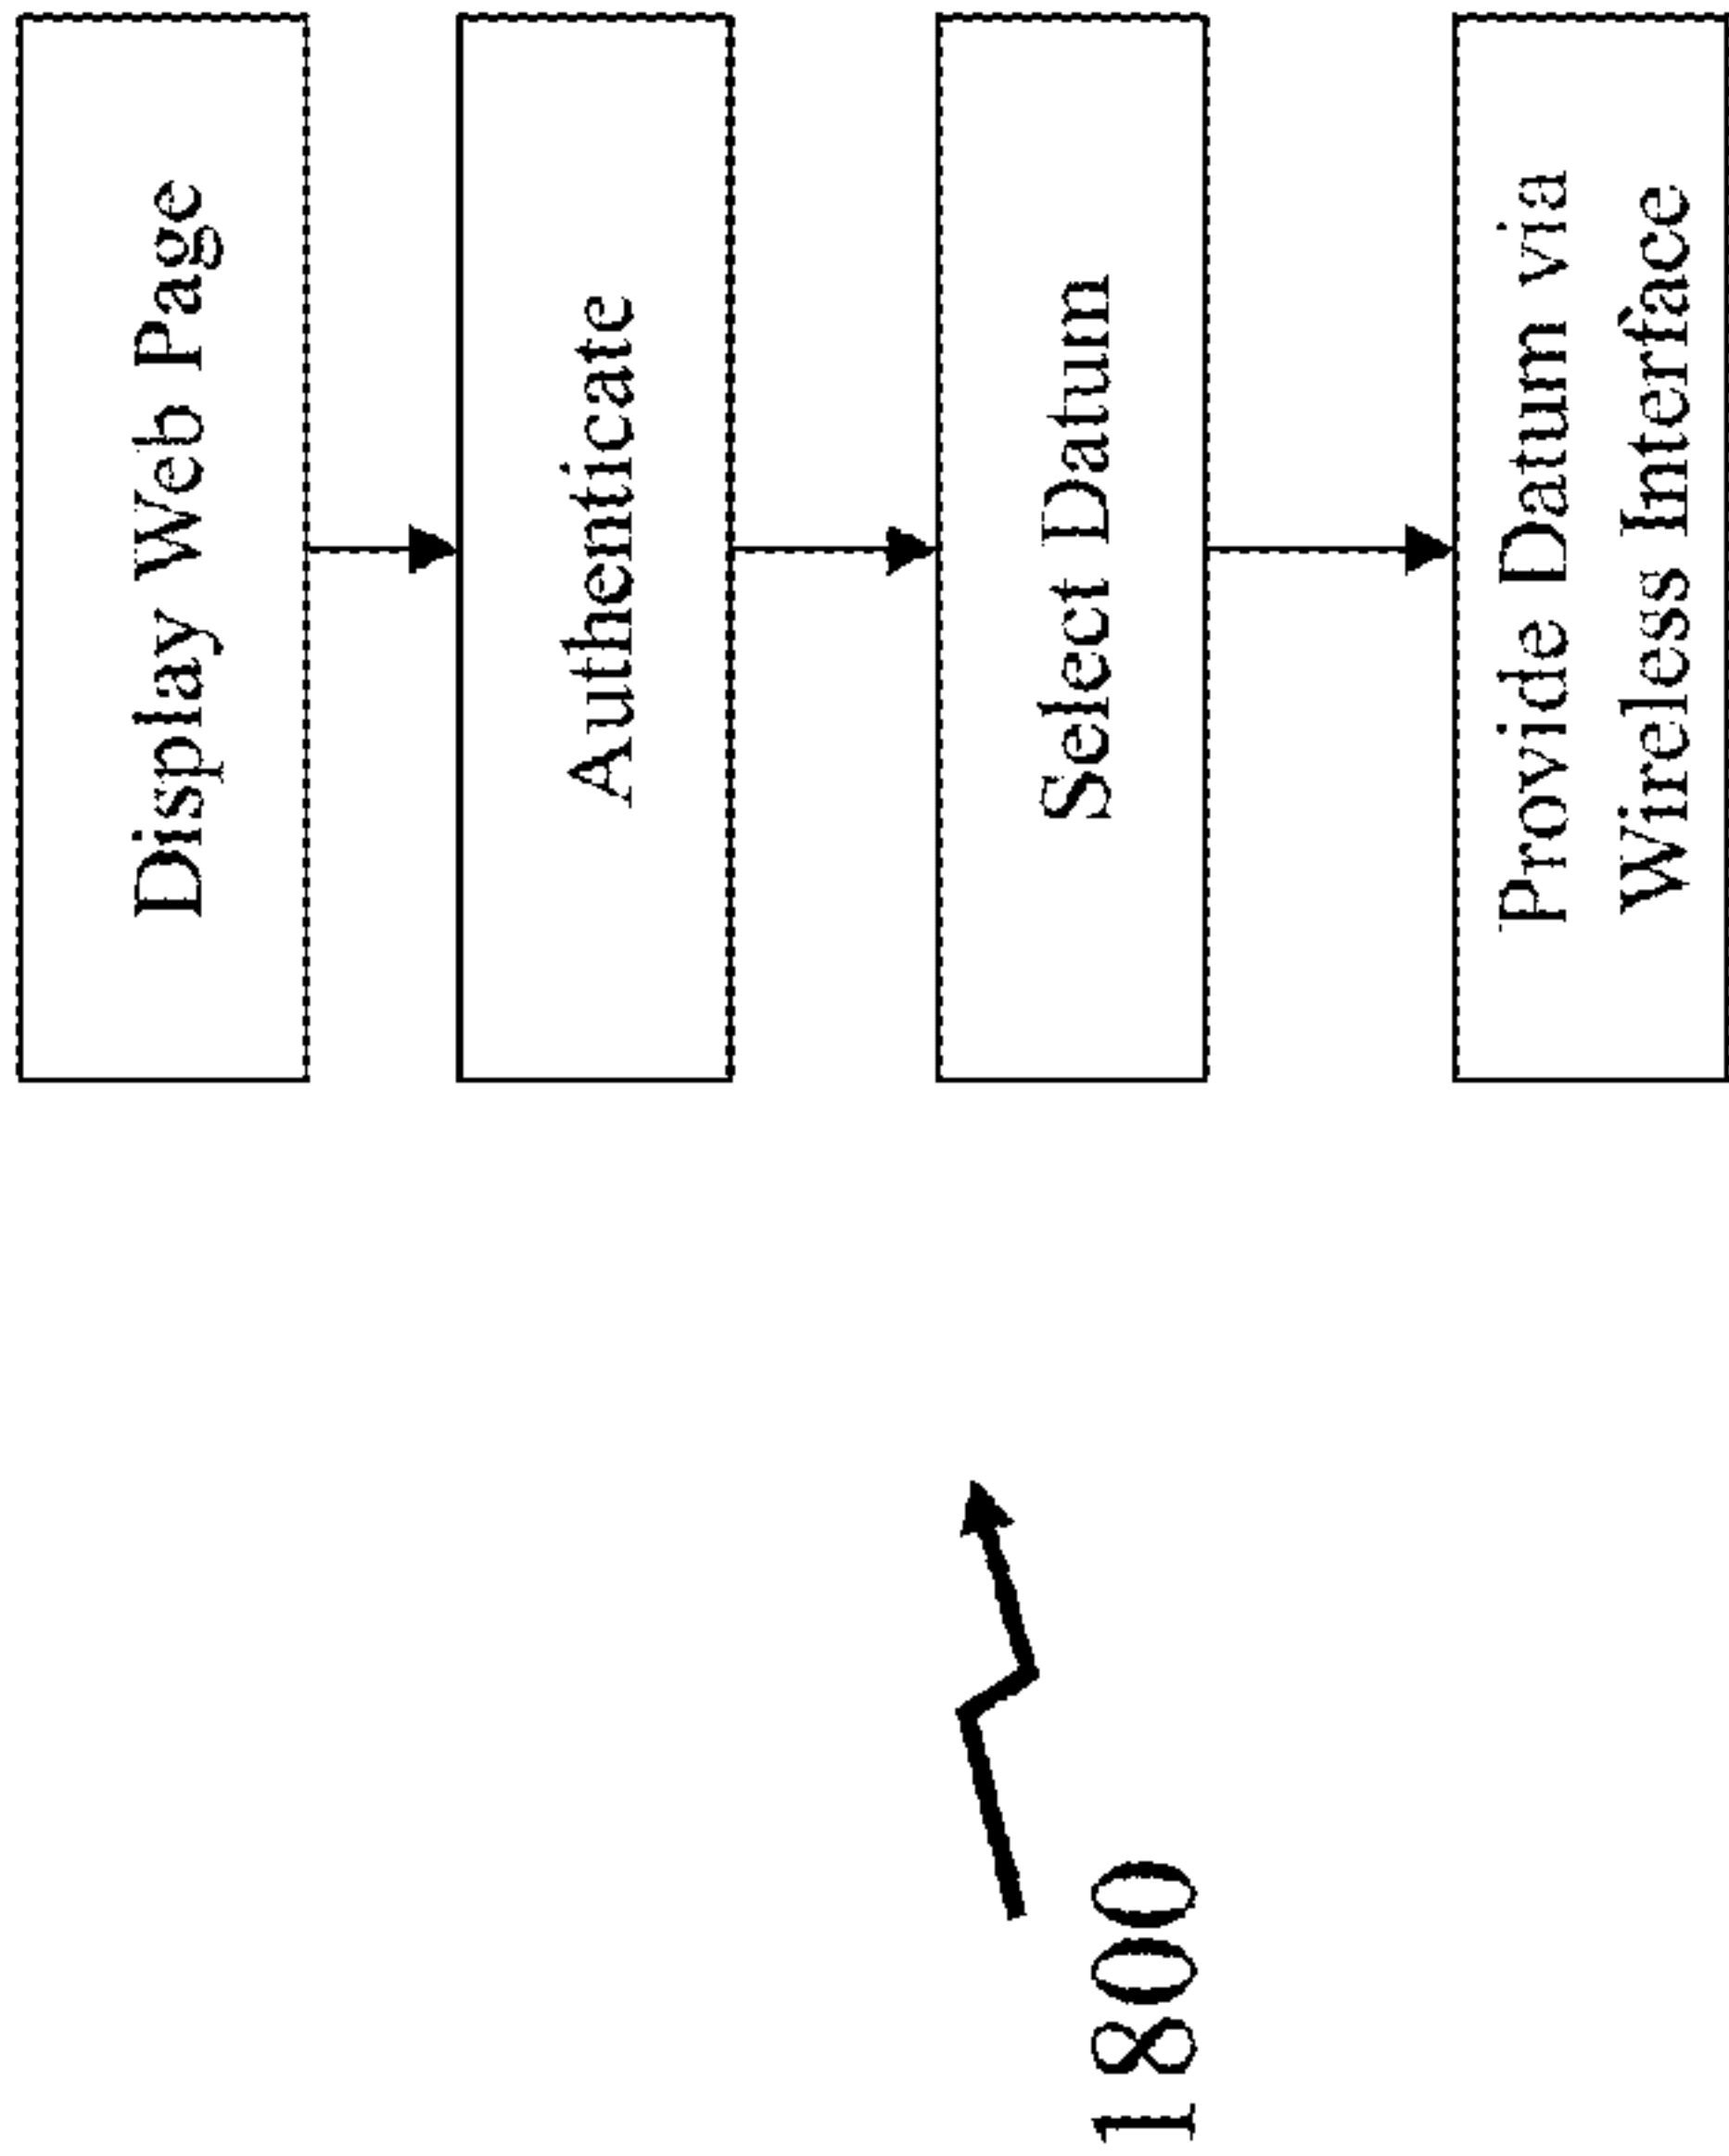 Display Web Page
Authenticate
Select Datum
Provide Datum via
Wireless Interface
1800